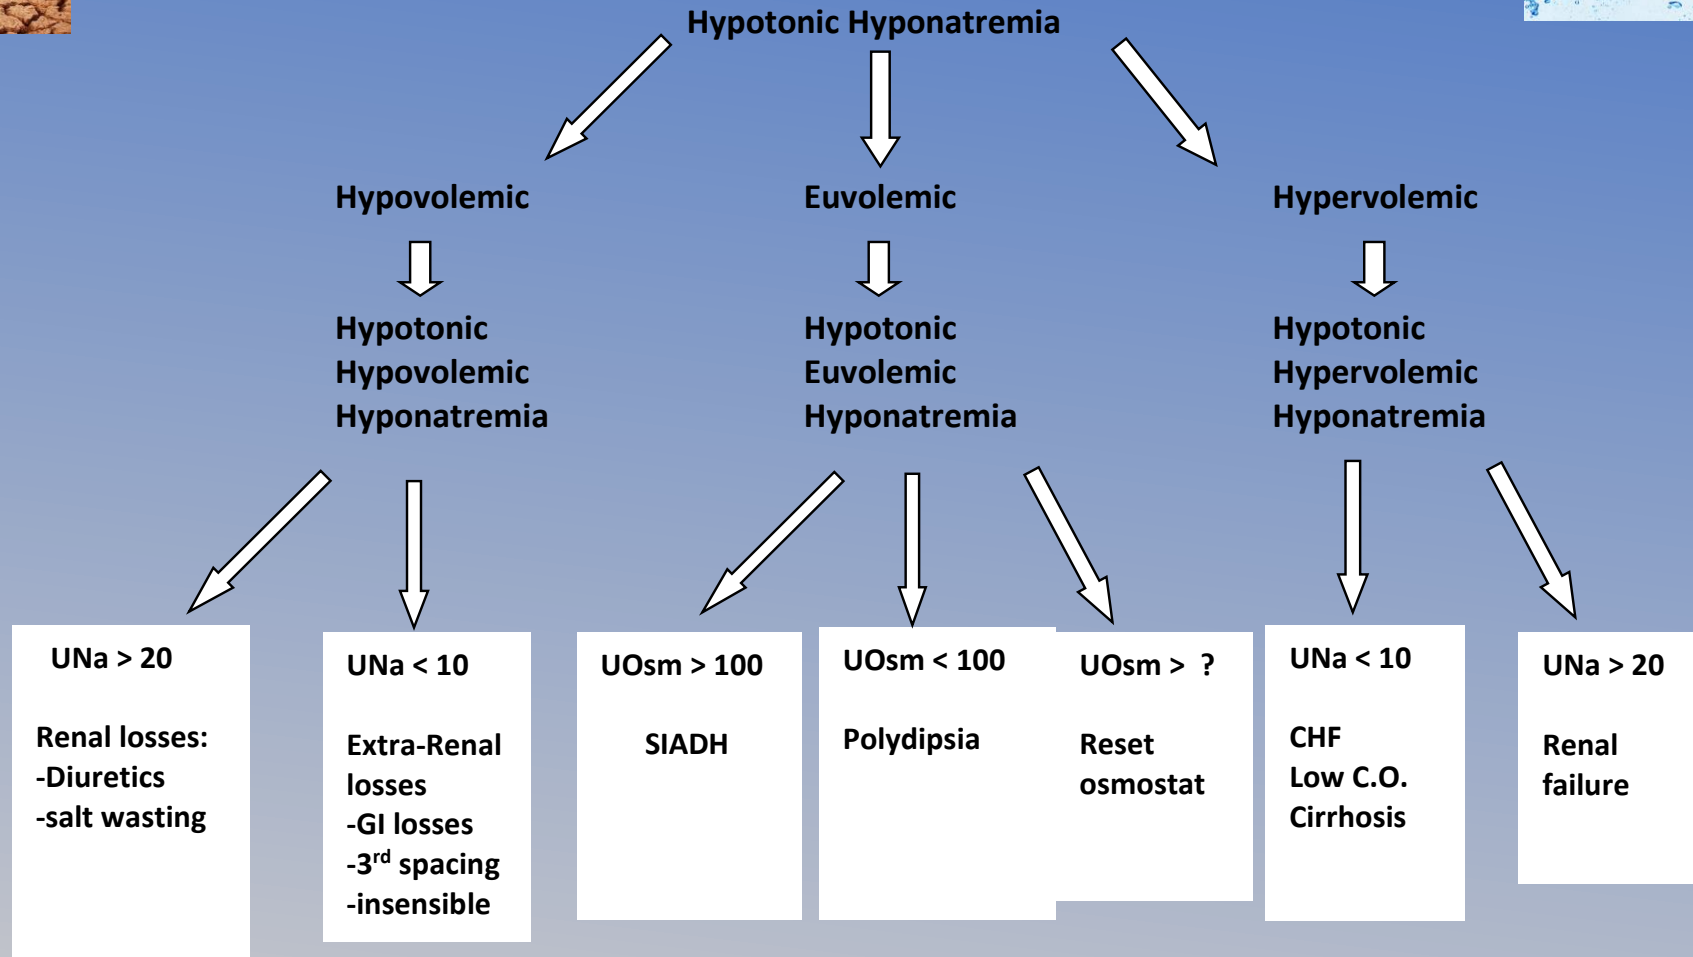 Hypotonic Hyponatremia
Hypovolemic
Euvolemic
Hypervolemic
Hypotonic
Hypovolemic
Hyponatremia
Hypotonic
Euvolemic
Hyponatremia
Hypotonic
Hypervolemic
Hyponatremia
UNa > 20
Renal losses:
-Diuretics
-salt wasting
UNa < 10
Extra-Renal
losses
-GI losses
-3rd spacing
-insensible
UOsm > 100
SIADH
UOsm < 100
Polydipsia
UOsm > ?
Reset
osmostat
UNa < 10
CHF
Low C.O.
Cirrhosis
UNa > 20
Renal
failure